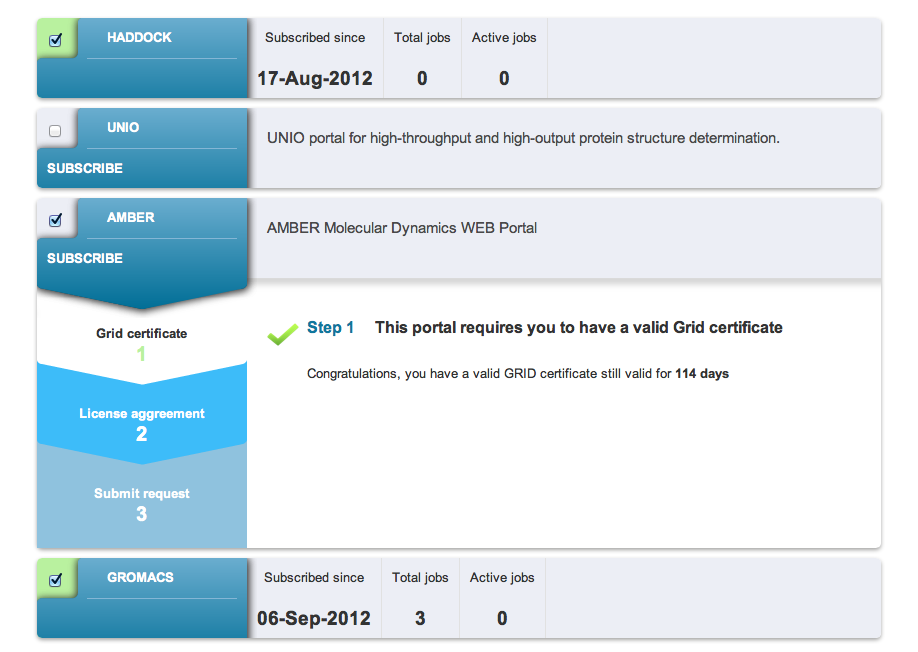 HADDOCK
Subscribed since Total jobs Active jobs
17-Aug-2012 0 0
UNIO
SUBSCRIBE
UNIO portal for high-throughput and high-output protein structure determination.
AMBER
SUBSCRIBE
AMBER Molecular Dynamics WEB Portal
Grid certificate
1
License aggreement
2
Submit request
3
Step 1 This portal requires you to have a valid Grid certificate
Congratulations, you have a valid GRID certificate still valid for 114 days
GROMACS
Subscribed since Total jobs Active jobs
06-Sep-2012 3 0